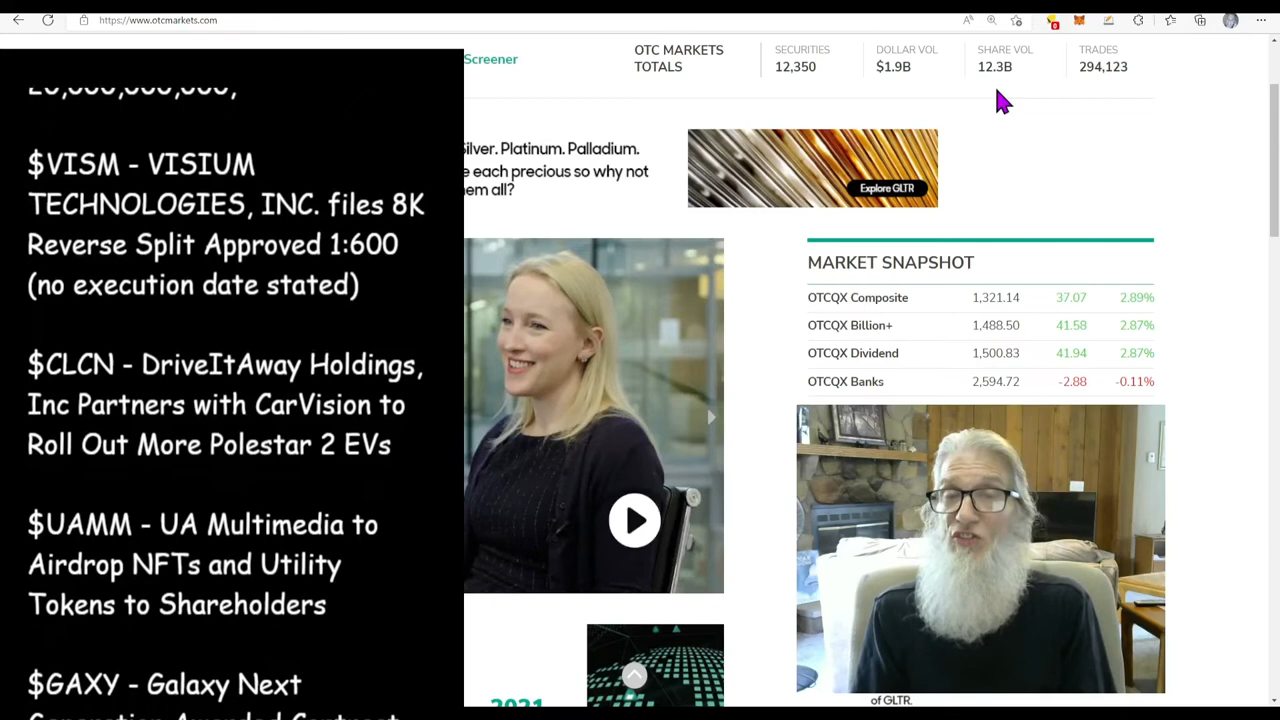 https://www.otcmarkets.com
Screener
OTC MARKETS
TOTALS
SECURITIES
12,350
DOLLAR VOL
$1.9B
SHARE VOL
12.3B
TRADES
294,123
$VISM - VISIUM
TECHNOLOGIES, INC. files 8K
Reverse Split Approved 1:600
(no execution date stated)
$CLCN - DriveItAway Holdings,
Inc Partners with CarVision to
Roll Out More Polestar 2 EVs
$UAMM - UA Multimedia to
Airdrop NFTs and Utility
Tokens to Shareholders
$GAXY - Galaxy Next
Silver. Platinum. Palladium.
each precious so why not
all?
Explore GLTR
MARKET SNAPSHOT
OTCQX Composite 1,321.14 37.07 2.89%
OTCQX Billion+ 1,488.50 41.58 2.87%
OTCQX Dividend 1,500.83 41.94 2.87%
OTCQX Banks 2,594.72 -2.88 -0.11%
of GLTR.
2021